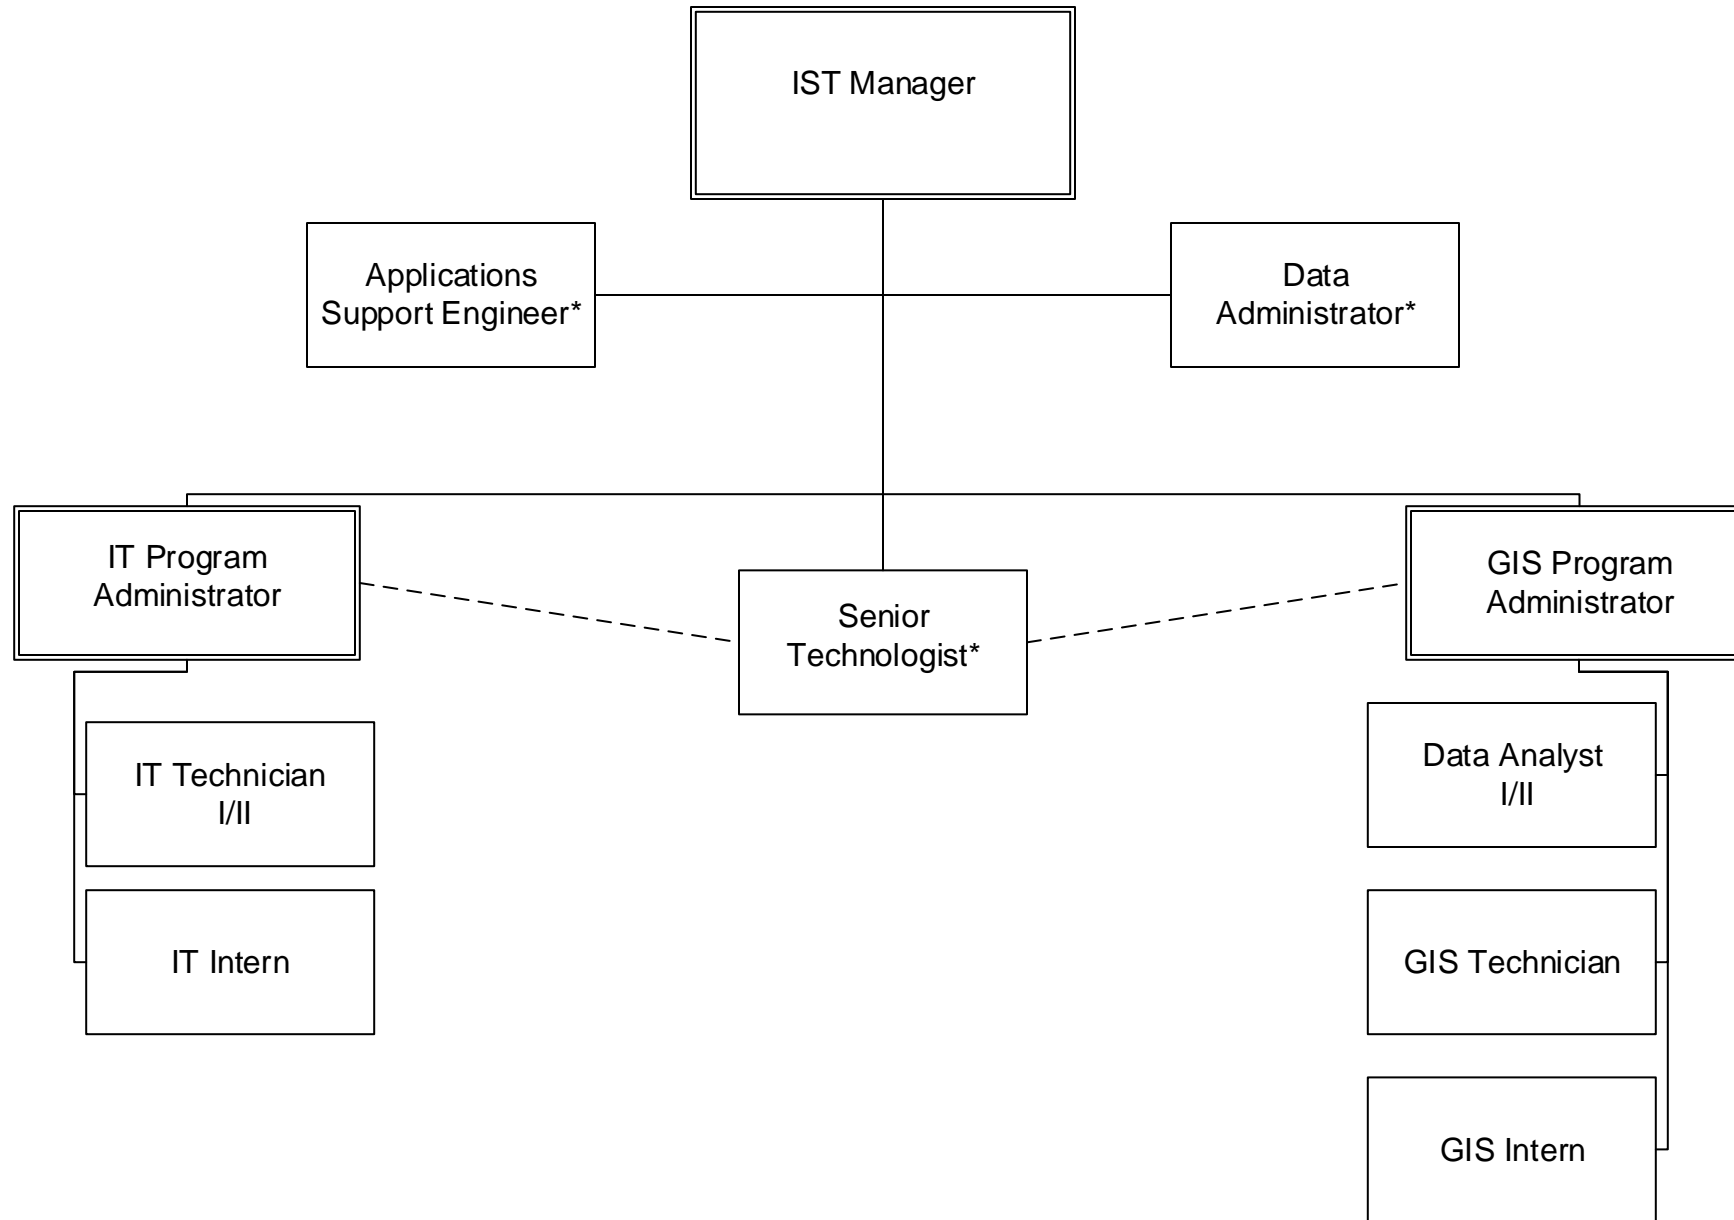 IST Manager
Applications
Support Engineer*
Data
Administrator*
IT Program
Administrator
Senior
Technologist*
GIS Program
Administrator
IT Technician
I/II
Data Analyst
I/II
IT Intern
GIS Technician
GIS Intern